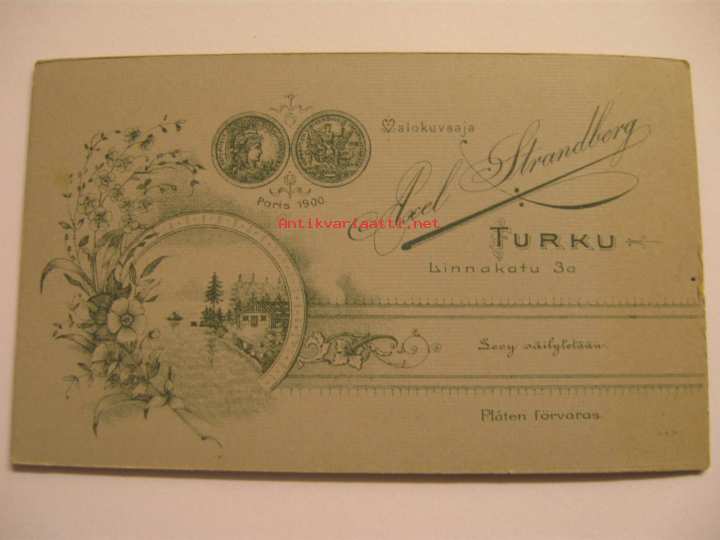 Valokuvaaja
Axel Strandberg
Paris 1900.
Antikvariaatti.net
TURKU
Linnakatu 3a
Levy säilytetään.
Plåten förvaras.